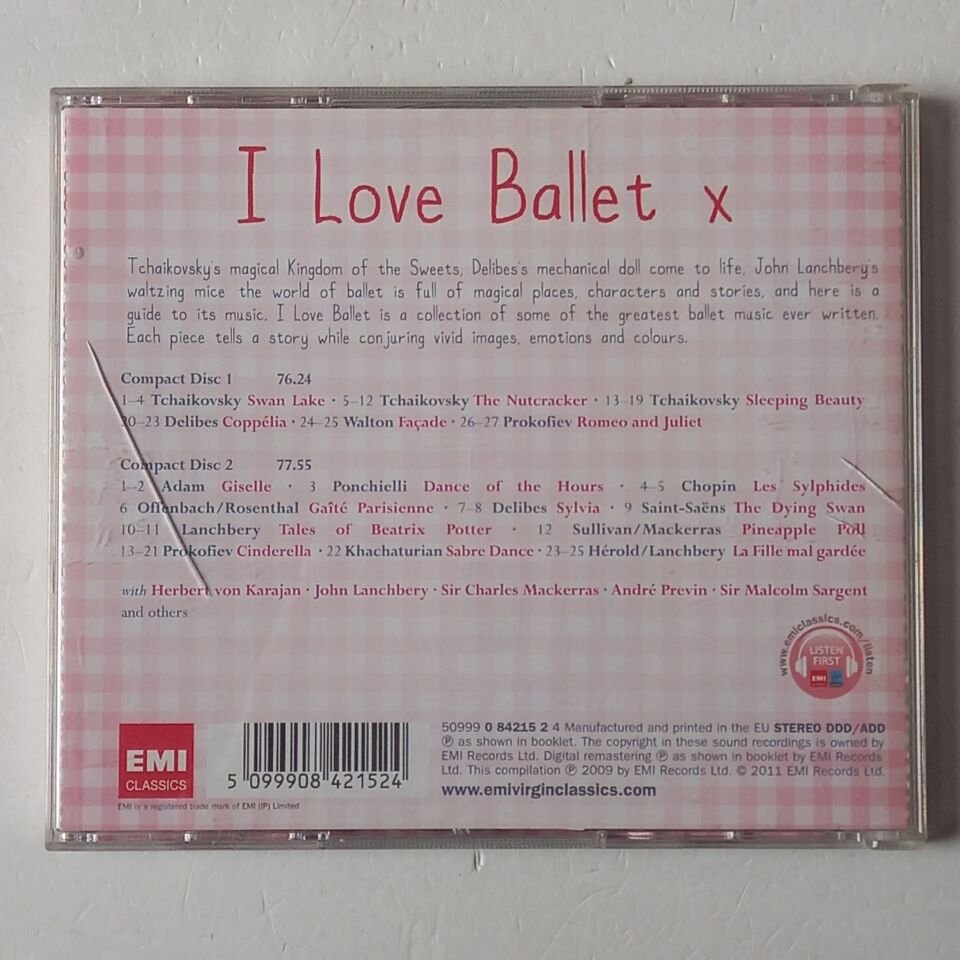 I Love Ballet x
Tchaikovsky's magical Kingdom of the Sweets, Delibes's mechanical doll come to life, John Lanchbery's
waltzing mice the world of ballet is full of magical places, characters and stories, and here is a
guide to its music. I Love Ballet is a collection of some of the greatest ballet music ever written.
Each piece tells a story while conjuring vivid images, emotions and colours.
Compact Disc 1 76.24
1–4 Tchaikovsky Swan Lake · 5–12 Tchaikovsky The Nutcracker · 13–19 Tchaikovsky Sleeping Beauty
20–23 Delibes Coppélia · 24–25 Walton Façade · 26–27 Prokofiev Romeo and Juliet
Compact Disc 2 77.55
1–2 Adam Giselle · 3 Ponchielli Dance of the Hours · 4–5 Chopin Les Sylphides
6 Offenbach/Rosenthal Gaîté Parisienne · 7–8 Delibes Sylvia · 9 Saint-Saëns The Dying Swan
10–11 Lanchbery Tales of Beatrix Potter · 12 Sullivan/Mackerras Pineapple Poll
13–21 Prokofiev Cinderella · 22 Khachaturian Sabre Dance · 23–25 Hérold/Lanchbery La Fille mal gardée
with Herbert von Karajan · John Lanchbery · Sir Charles Mackerras · André Previn · Sir Malcolm Sargent
and others
www.emiclassics.com/listen
LISTEN
FIRST
EMI
EMI
CLASSICS
5 099908 421524
EMI is a registered trade mark of EMI (IP) Limited
50999 0 84215 2 4 Manufactured and printed in the EU STEREO DDD/ADD
℗ as shown in booklet. The copyright in these sound recordings is owned by
EMI Records Ltd. Digital remastering ℗ as shown in booklet by EMI Records
Ltd. This compilation ℗ 2009 by EMI Records Ltd. © 2011 EMI Records Ltd.
www.emivirginclassics.com